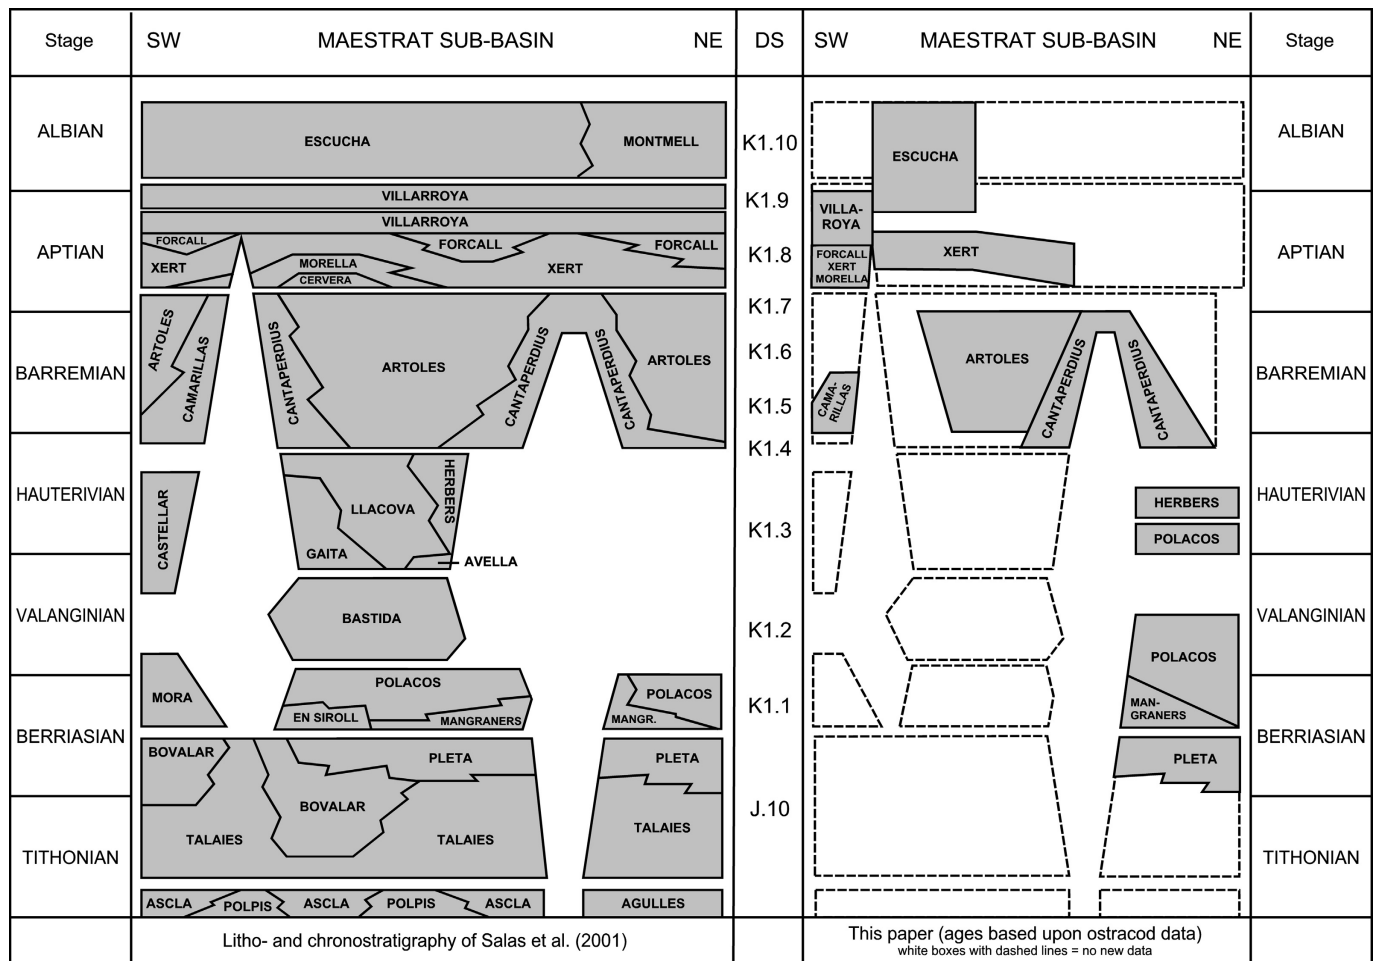 Stage SW MAESTRAT SUB-BASIN NE DS SW MAESTRAT SUB-BASIN NE Stage
ALBIAN
APTIAN
BARREMIAN
HAUTERIVIAN
VALANGINIAN
BERRIASIAN
TITHONIAN
ESCUCHA MONTMELL
VILLARROYA
VILLARROYA
FORCALL FORCALL FORCALL
XERT MORELLA XERT
CERVERA
ARTOLES CAMARILLAS CANTAPERDIUS ARTOLES CANTAPERDIUS CANTAPERDIUS ARTOLES
CASTELLAR GAITA LLACOVA HERBERS
AVELLA
BASTIDA
MORA POLACOS POLACOS
EN SIROLL MANGRANERS MANGR.
BOVALAR PLETA PLETA
BOVALAR
TALAIES TALAIES TALAIES
ASCLA POLPIS ASCLA POLPIS ASCLA AGULLES
Litho- and chronostratigraphy of Salas et al. (2001)
K1.10
K1.9
K1.8
K1.7
K1.6
K1.5
K1.4
K1.3
K1.2
K1.1
J.10
ESCUCHA
VILLA-
ROYA
FORCALL
XERT
MORELLA
XERT
CAMA-
RILLAS
ARTOLES CANTAPERDIUS CANTAPERDIUS
HERBERS
POLACOS
POLACOS
MAN-
GRANERS
PLETA
This paper (ages based upon ostracod data)
white boxes with dashed lines = no new data
ALBIAN
APTIAN
BARREMIAN
HAUTERIVIAN
VALANGINIAN
BERRIASIAN
TITHONIAN